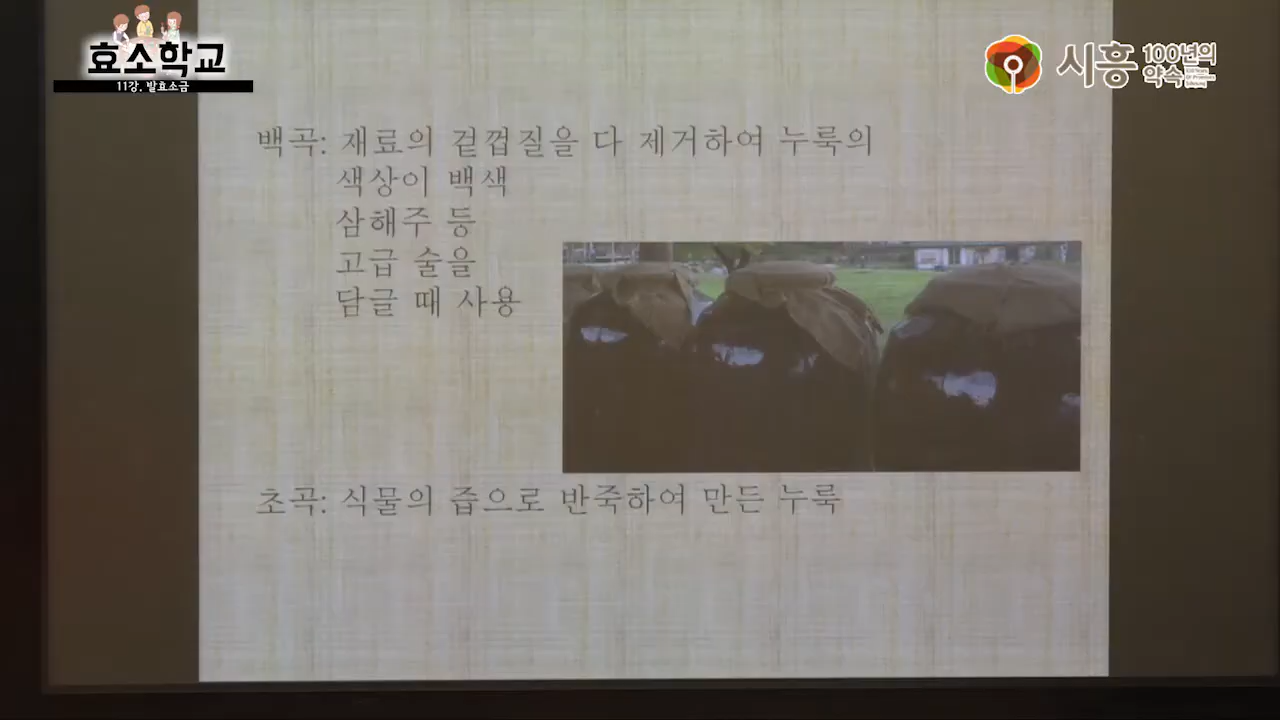 효소학교
11강. 발효소금
시흥 100년의 약속
백곡: 재료의 겉껍질을 다 제거하여 누룩의
색상이 백색
삼해주 등
고급 술을
담글 때 사용
초곡: 식물의 즙으로 반죽하여 만든 누룩